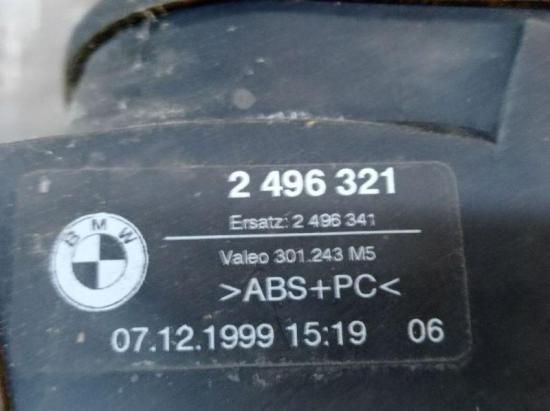 2 496 321
Ersatz: 2 496 341
BMW
Valeo 301.243 M5
>ABS+PC<
07.12.1999 15:19 06